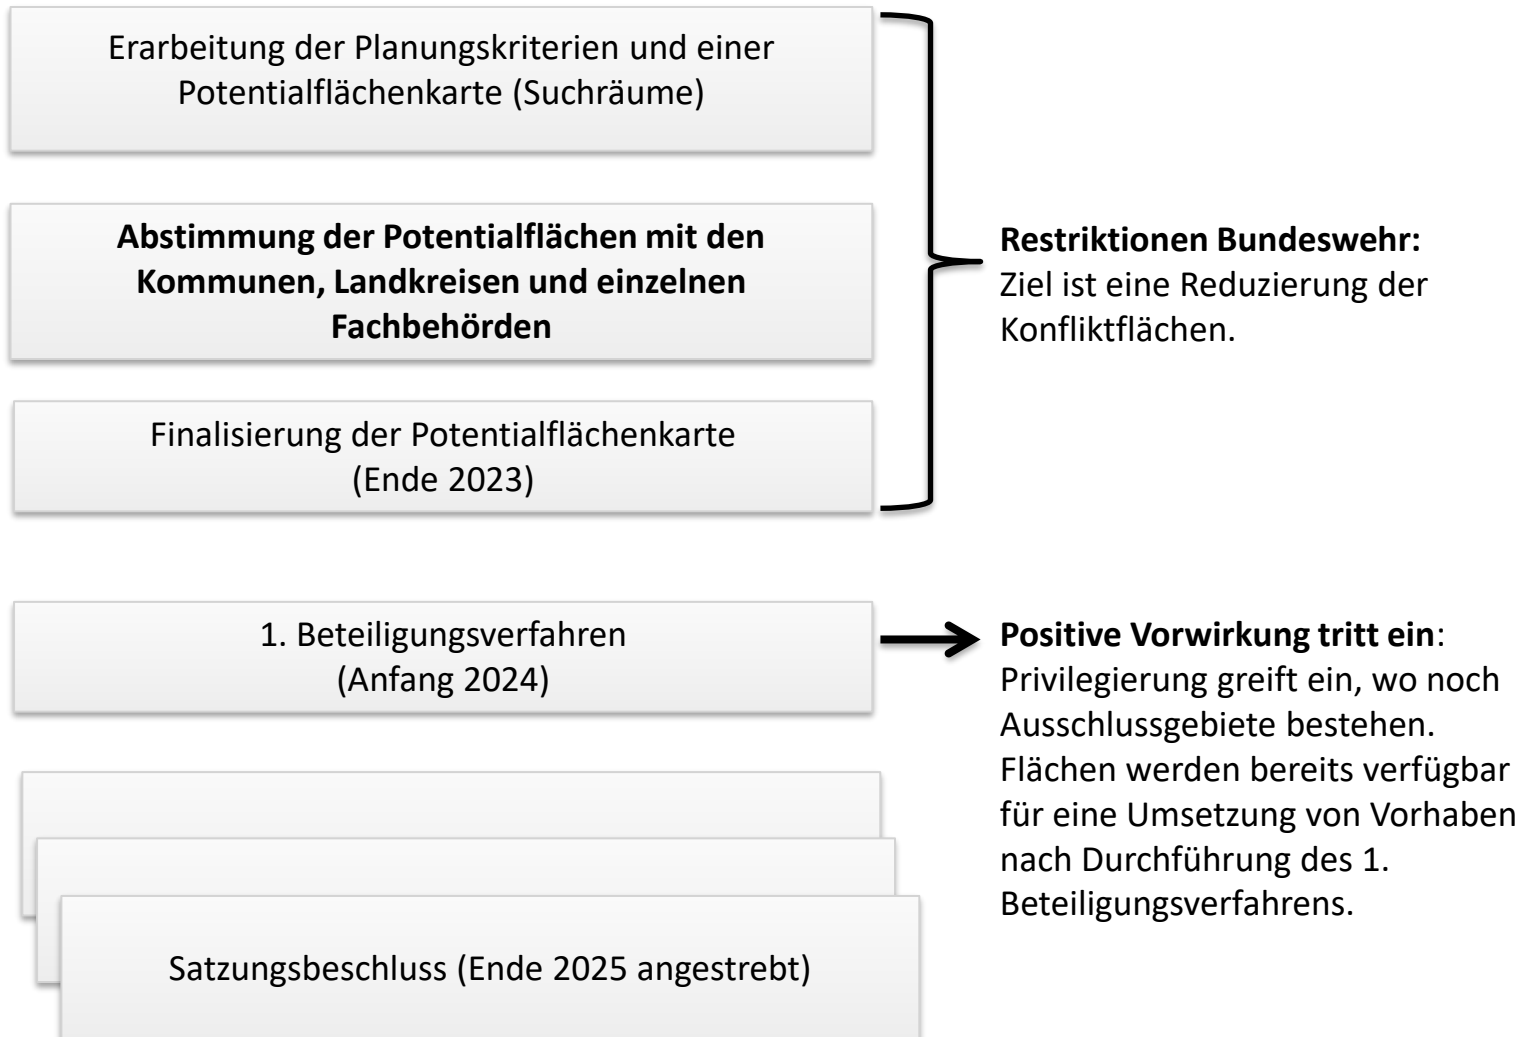 Erarbeitung der Planungskriterien und einer
Potentialflächenkarte (Suchräume)
Abstimmung der Potentialflächen mit den
Kommunen, Landkreisen und einzelnen
Fachbehörden
Finalisierung der Potentialflächenkarte
(Ende 2023)
Restriktionen Bundeswehr:
Ziel ist eine Reduzierung der
Konfliktflächen.
1. Beteiligungsverfahren
(Anfang 2024)
Positive Vorwirkung tritt ein:
Privilegierung greift ein, wo noch
Ausschlussgebiete bestehen.
Flächen werden bereits verfügbar
für eine Umsetzung von Vorhaben
nach Durchführung des 1.
Beteiligungsverfahrens.
Satzungsbeschluss (Ende 2025 angestrebt)